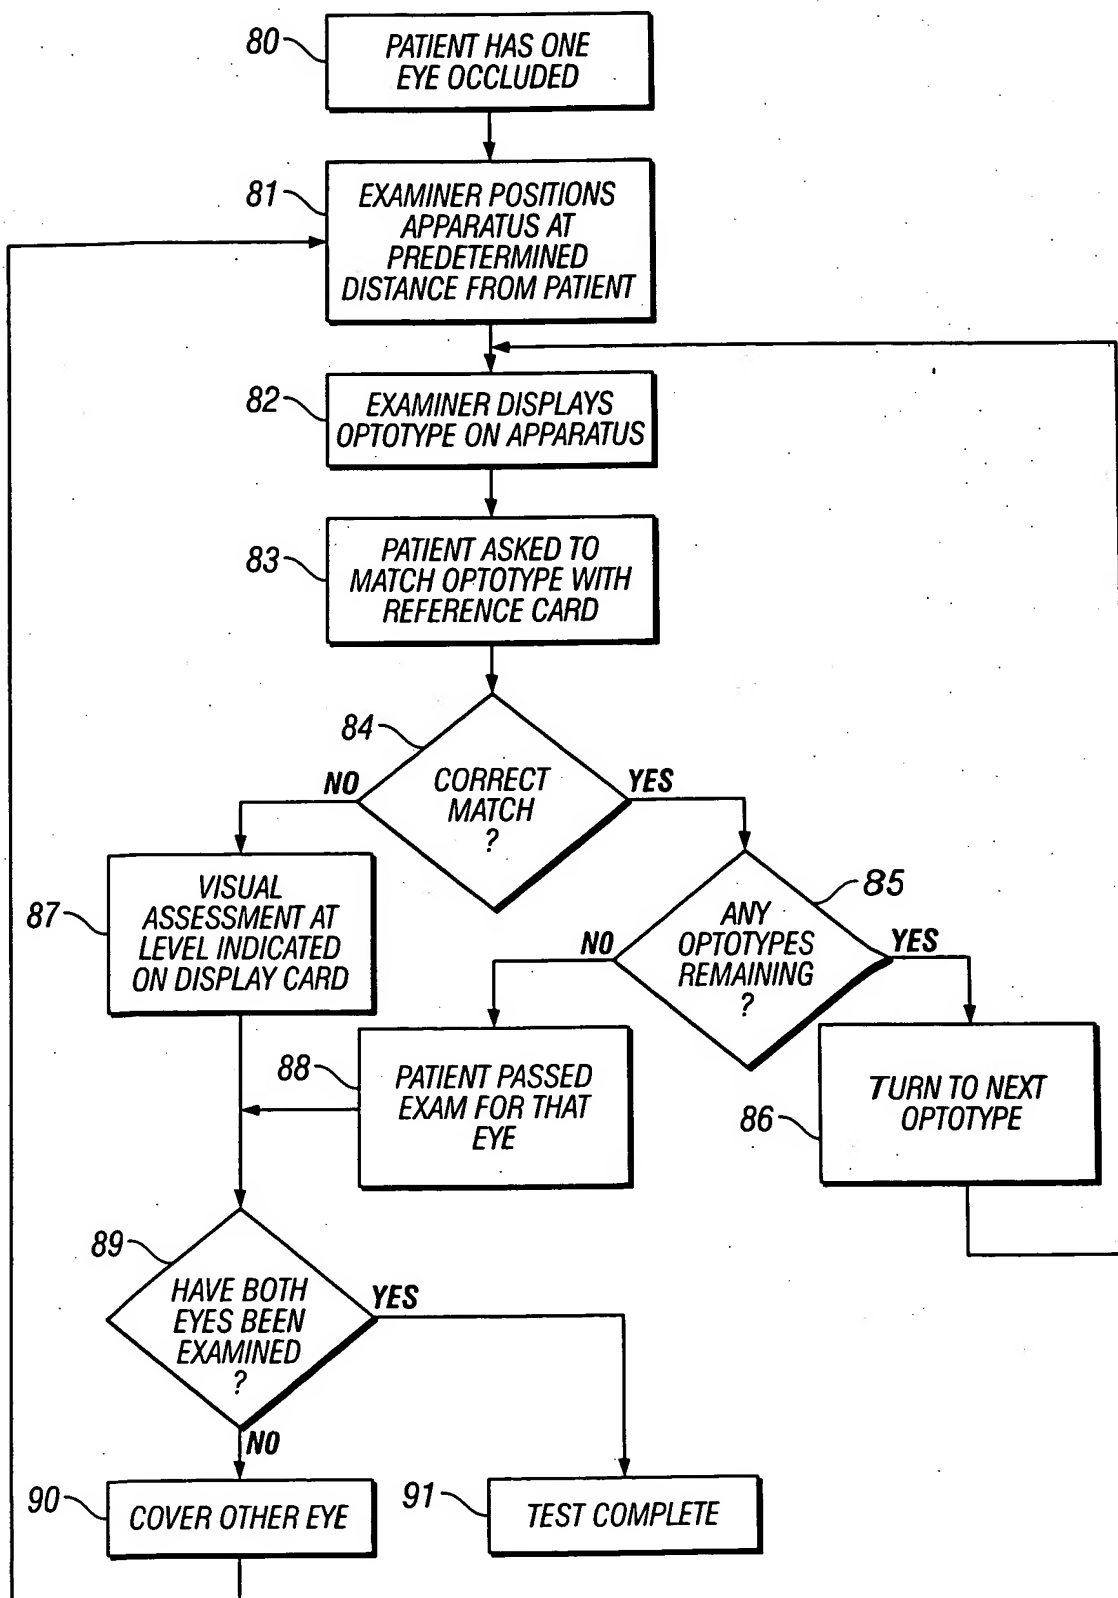 80
PATIENT HAS ONE
EYE OCCLUDED
81
EXAMINER POSITIONS
APPARATUS AT
PREDETERMINED
DISTANCE FROM PATIENT
82
EXAMINER DISPLAYS
OPTOTYPE ON APPARATUS
83
PATIENT ASKED TO
MATCH OPTOTYPE WITH
REFERENCE CARD
84
CORRECT
MATCH
?
NO
YES
85
ANY
OPTOTYPES
REMAINING
?
NO
YES
87
VISUAL
ASSESSMENT AT
LEVEL INDICATED
ON DISPLAY CARD
88
PATIENT PASSED
EXAM FOR THAT
EYE
86
TURN TO NEXT
OPTOTYPE
89
HAVE BOTH
EYES BEEN
EXAMINED
?
YES
NO
90
COVER OTHER EYE
91
TEST COMPLETE